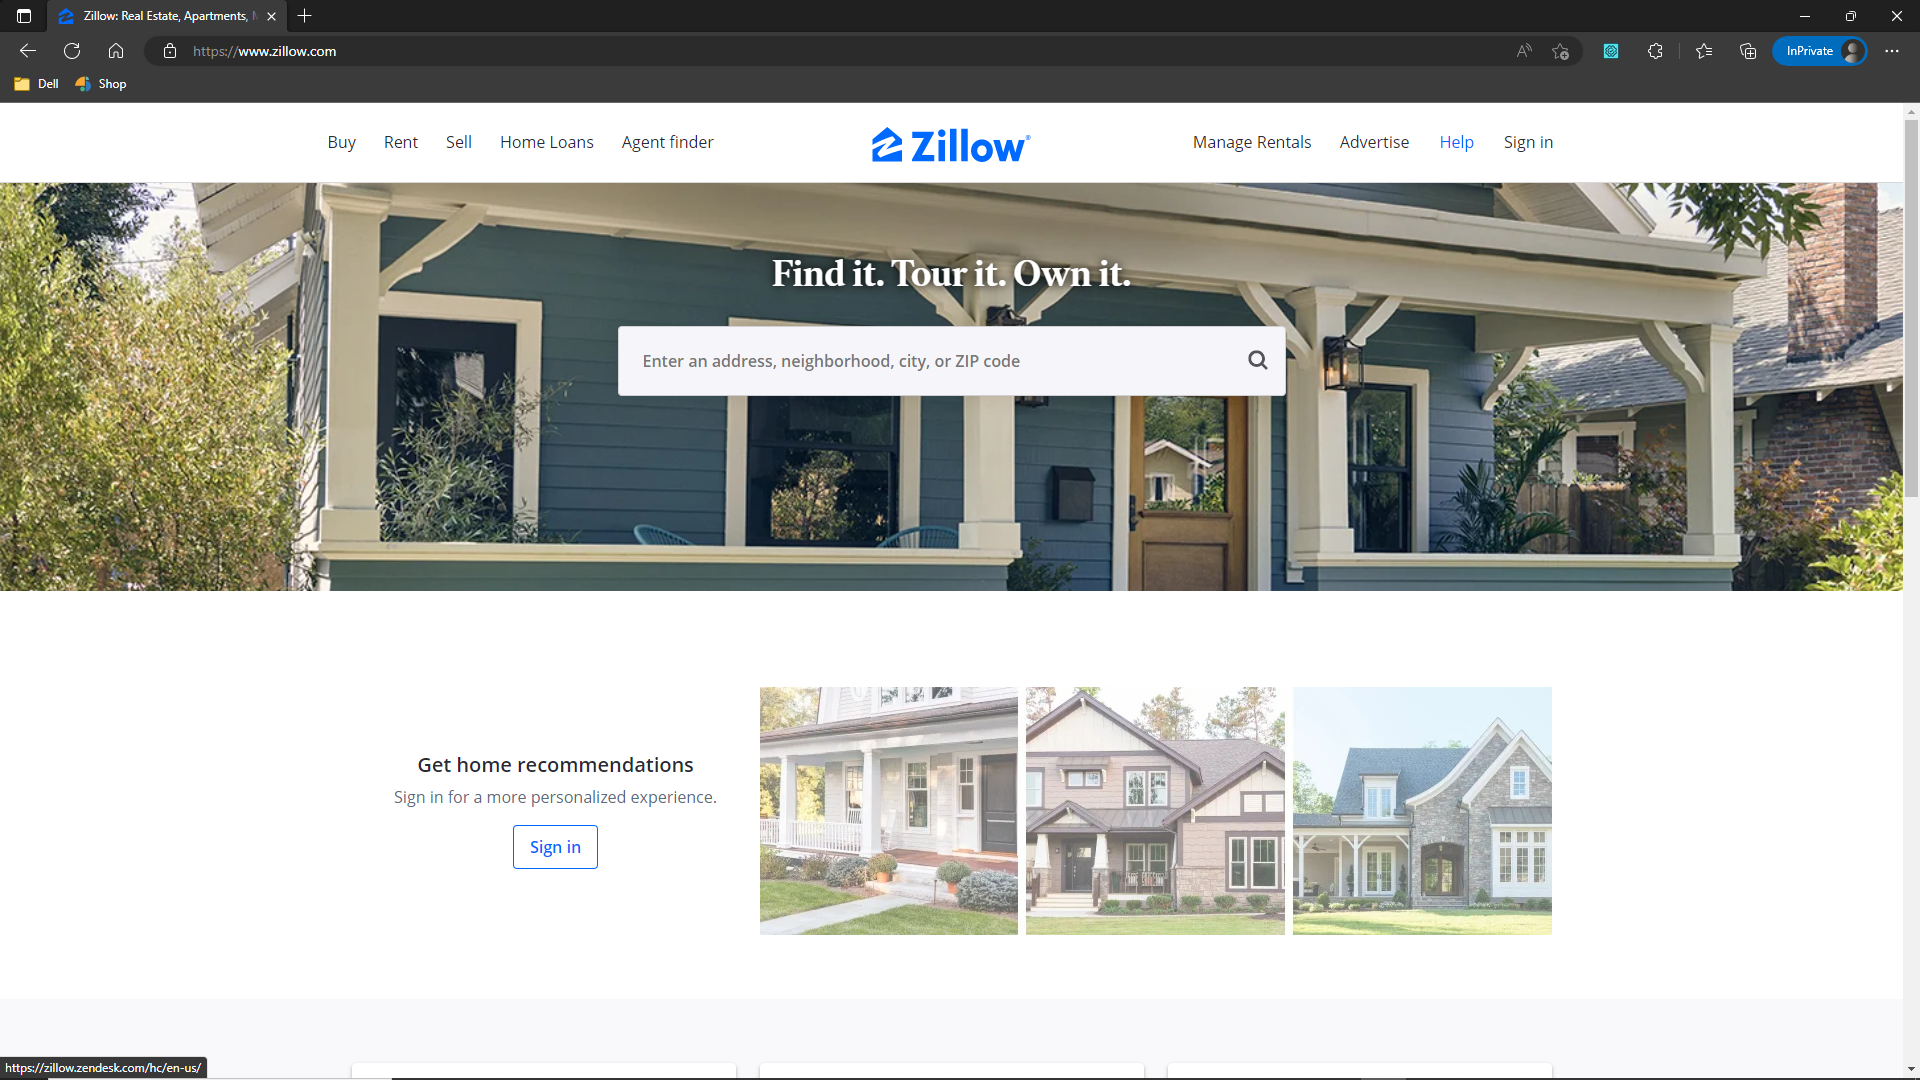 Zillow: Real Estate, Apartments,
https://www.zillow.com
InPrivate
Dell
Shop
Buy
Rent
Sell
Home Loans
Agent finder
Zillow®
Manage Rentals
Advertise
Help
Sign in
Find it. Tour it. Own it.
Enter an address, neighborhood, city, or ZIP code
Get home recommendations
Sign in for a more personalized experience.
Sign in
https://zillow.zendesk.com/hc/en-us/